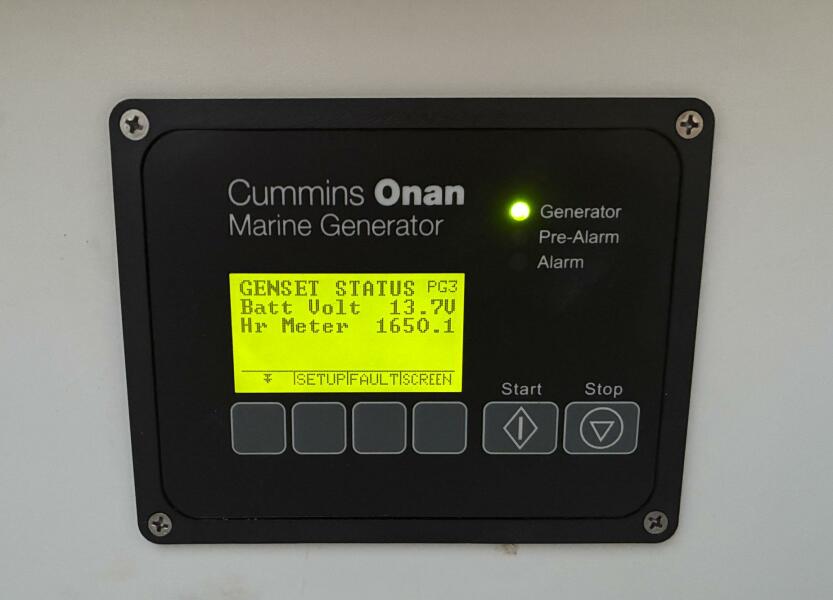 Cummins Onan
Marine Generator
Generator
Pre-Alarm
Alarm
GENSET STATUS PG3
Batt Volt 13.7V
Hr Meter 1650.1
SETUP FAULT SCREEN
Start Stop